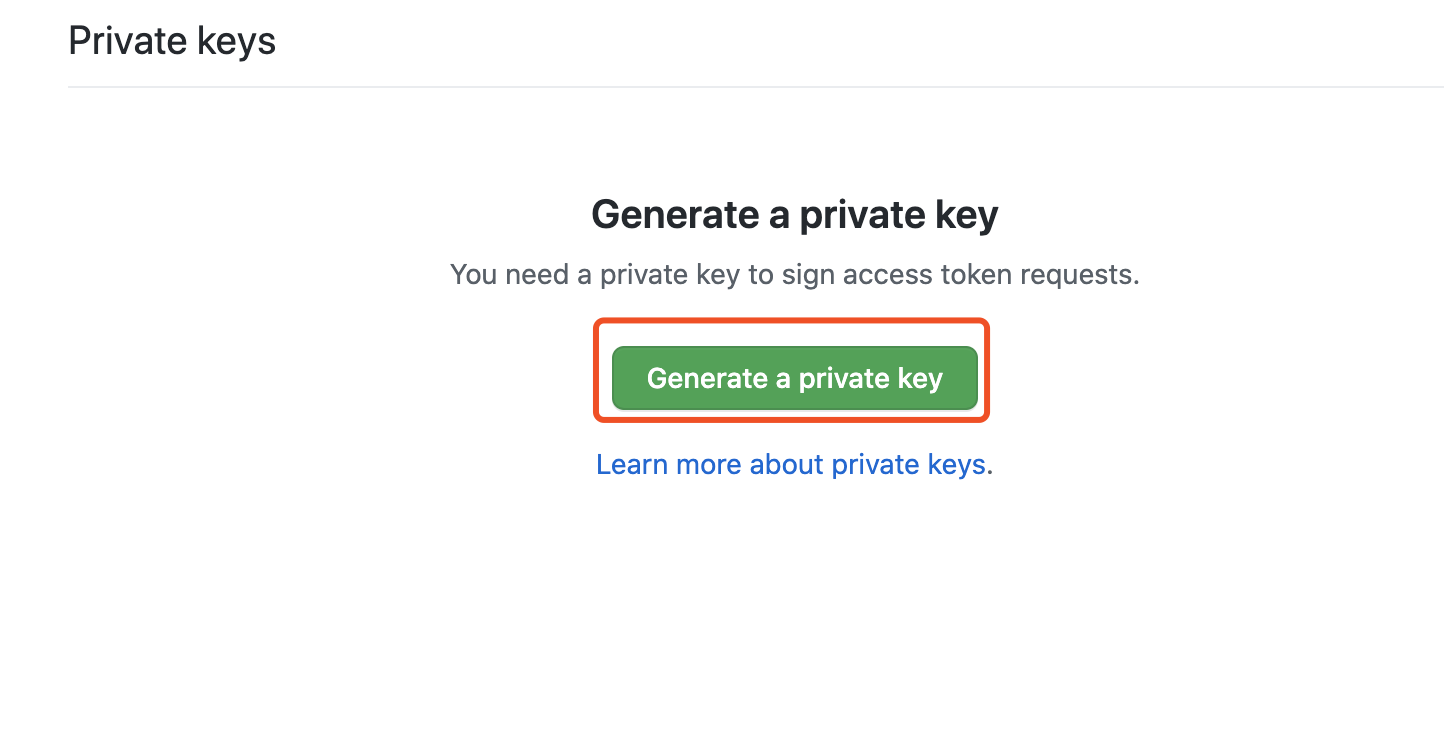 Private keys
Generate a private key
You need a private key to sign access token requests.
Generate a private key
Learn more about private keys.